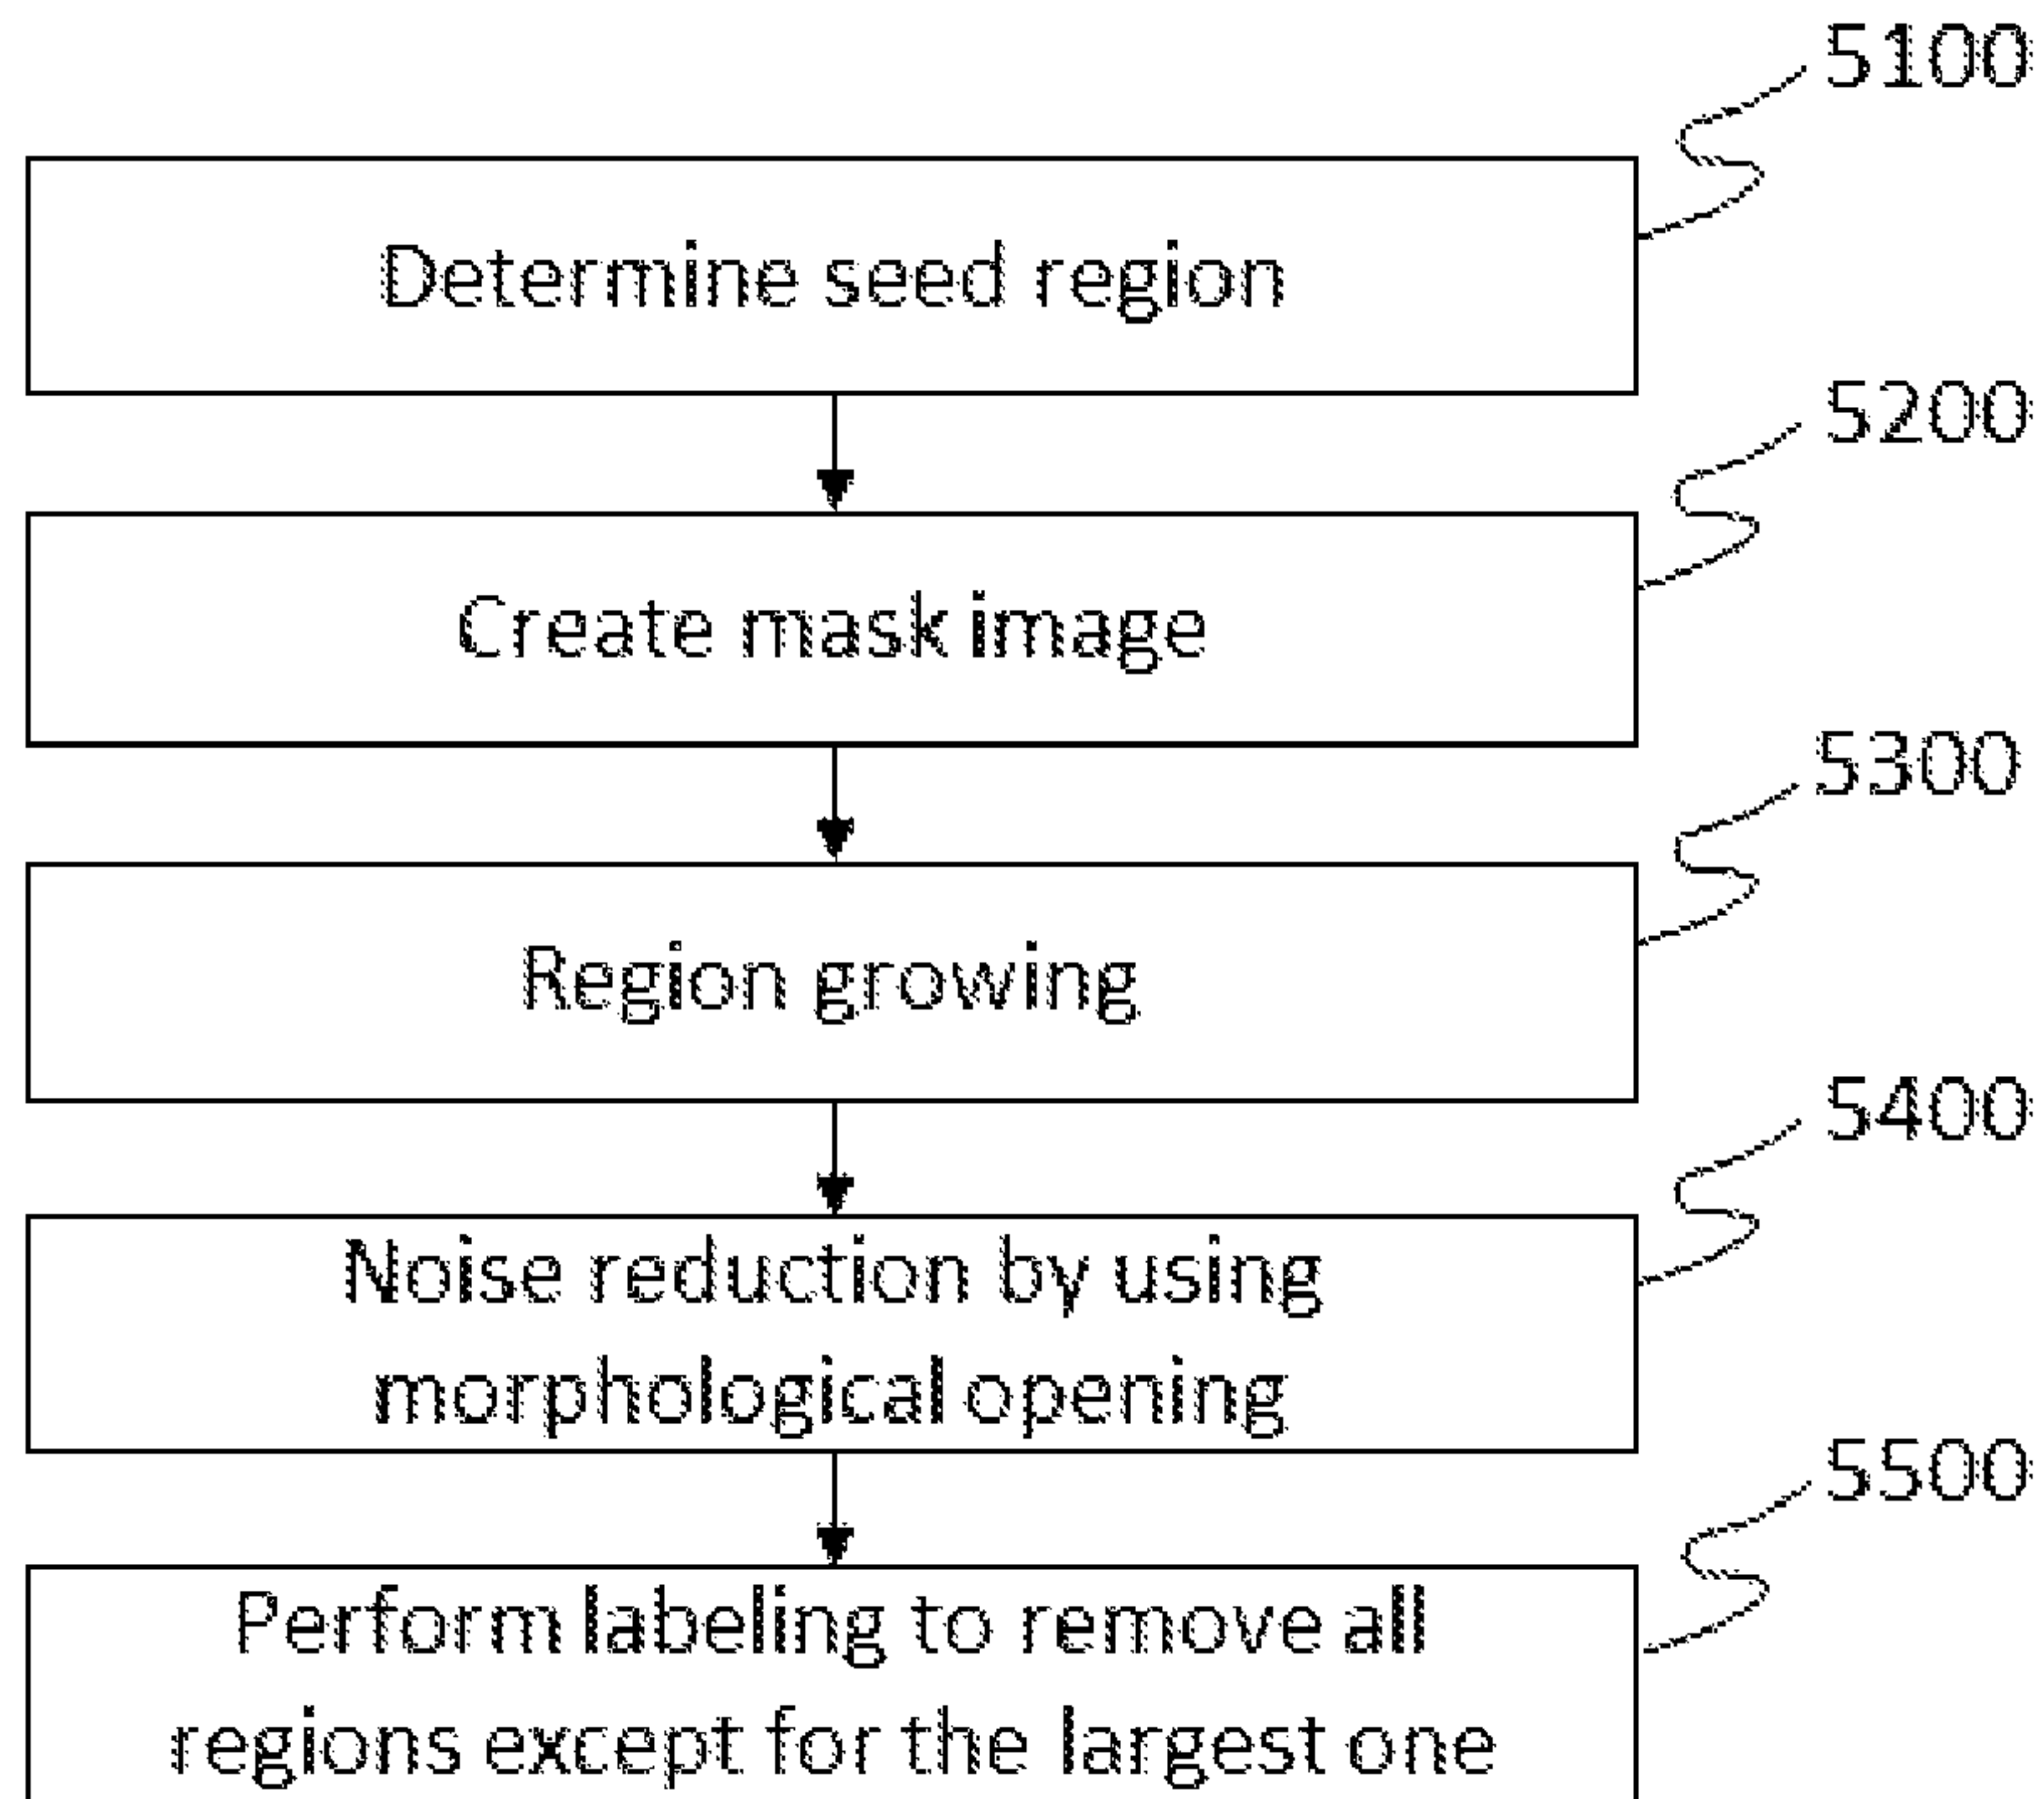 5100
Determine seed region
5200
Create mask image
5300
Region growing
5400
Noise reduction by using
morphological opening
5500
Perform labeling to remove all
regions except for the largest one